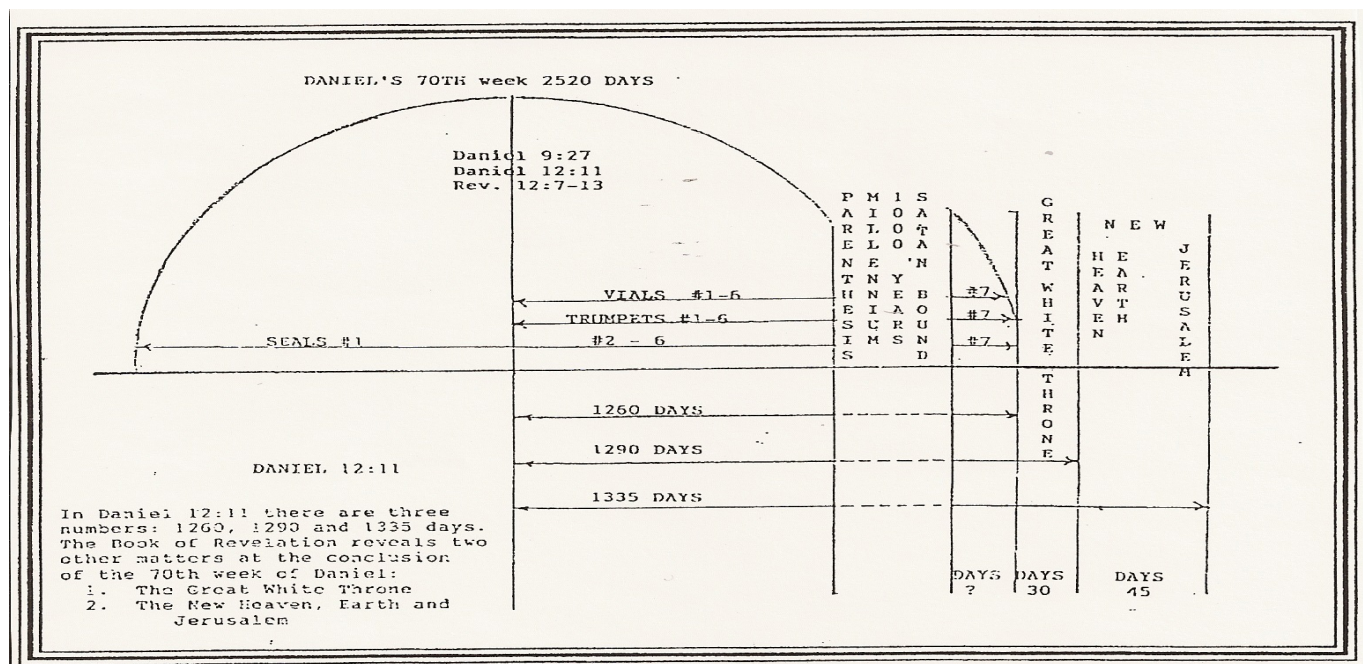 DANIEL'S 70TH week 2520 DAYS
Daniel 9:27
Daniel 12:11
Rev. 12:7-13
PARENTHESIS
MILLENNEIUM
1000 YEARS
SATA'N BOUND
GREAT WHITE THRONE
NEW
HEAVEN
EARTH
JERUSALEM
VIALS #1-6 #7
TRUMPETS #1-6 #7
SEALS #1 #2 - 6 #7
1260 DAYS
1290 DAYS
1335 DAYS
DANIEL 12:11
In Daniel 12:11 there are three
numbers: 1260, 1290 and 1335 days.
The Book of Revelation reveals two
other matters at the conclusion
of the 70th week of Daniel:
1. The Great White Throne
2. The New Heaven, Earth and
Jerusalem
DAYS
?
DAYS
30
DAYS
45